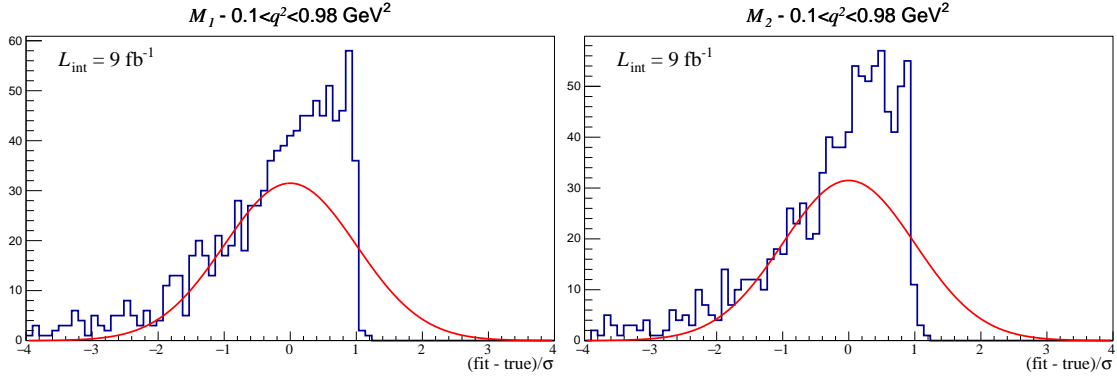 M₁ - 0.1<q²<0.98 GeV²
L_int = 9 fb⁻¹
60
50
40
30
20
10
0
−4 −3 −2 −1 0 1 2 3 4
(fit - true)/σ
M₂ - 0.1<q²<0.98 GeV²
L_int = 9 fb⁻¹
50
40
30
20
10
0
−4 −3 −2 −1 0 1 2 3 4
(fit - true)/σ